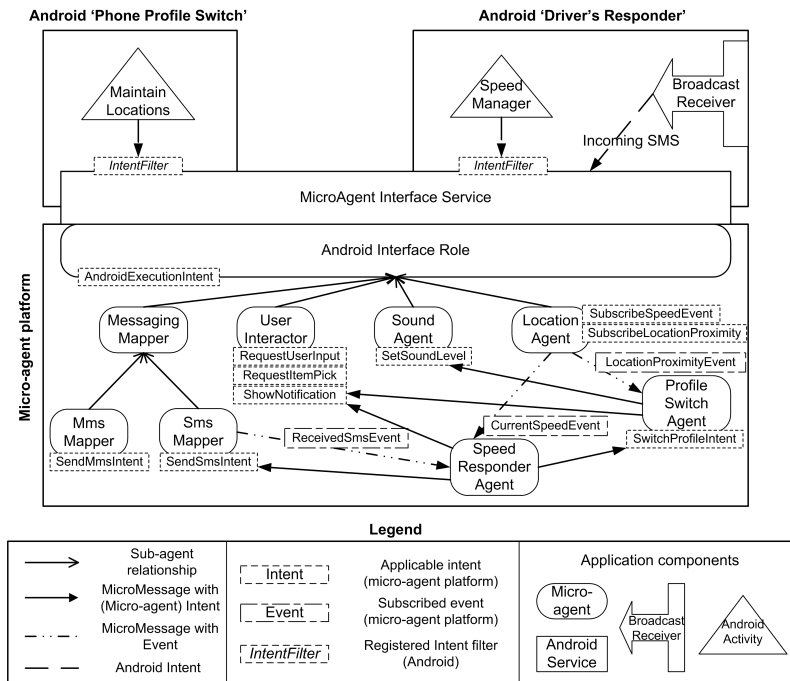 Android ‘Phone Profile Switch’
Android ‘Driver’s Responder’
Maintain
Locations
Speed
Manager
Broadcast
Receiver
Incoming SMS
IntentFilter
IntentFilter
MicroAgent Interface Service
Micro-agent platform
Android Interface Role
AndroidExecutionIntent
Messaging
Mapper
User
Interactor
RequestUserInput
RequestItemPick
ShowNotification
Sound
Agent
SetSoundLevel
Location
Agent
SubscribeSpeedEvent
SubscribeLocationProximity
LocationProximityEvent
Profile
Switch
Agent
SwitchProfileIntent
Mms
Mapper
SendMmsIntent
Sms
Mapper
SendSmsIntent
ReceivedSmsEvent
CurrentSpeedEvent
Speed
Responder
Agent
Legend
Sub-agent
relationship
MicroMessage with
(Micro-agent) Intent
MicroMessage with
Event
Android Intent
Intent
Applicable intent
(micro-agent platform)
Event
Subscribed event
(micro-agent platform)
IntentFilter
Registered Intent filter
(Android)
Application components
Micro-
agent
Android
Service
Broadcast
Receiver
Android
Activity